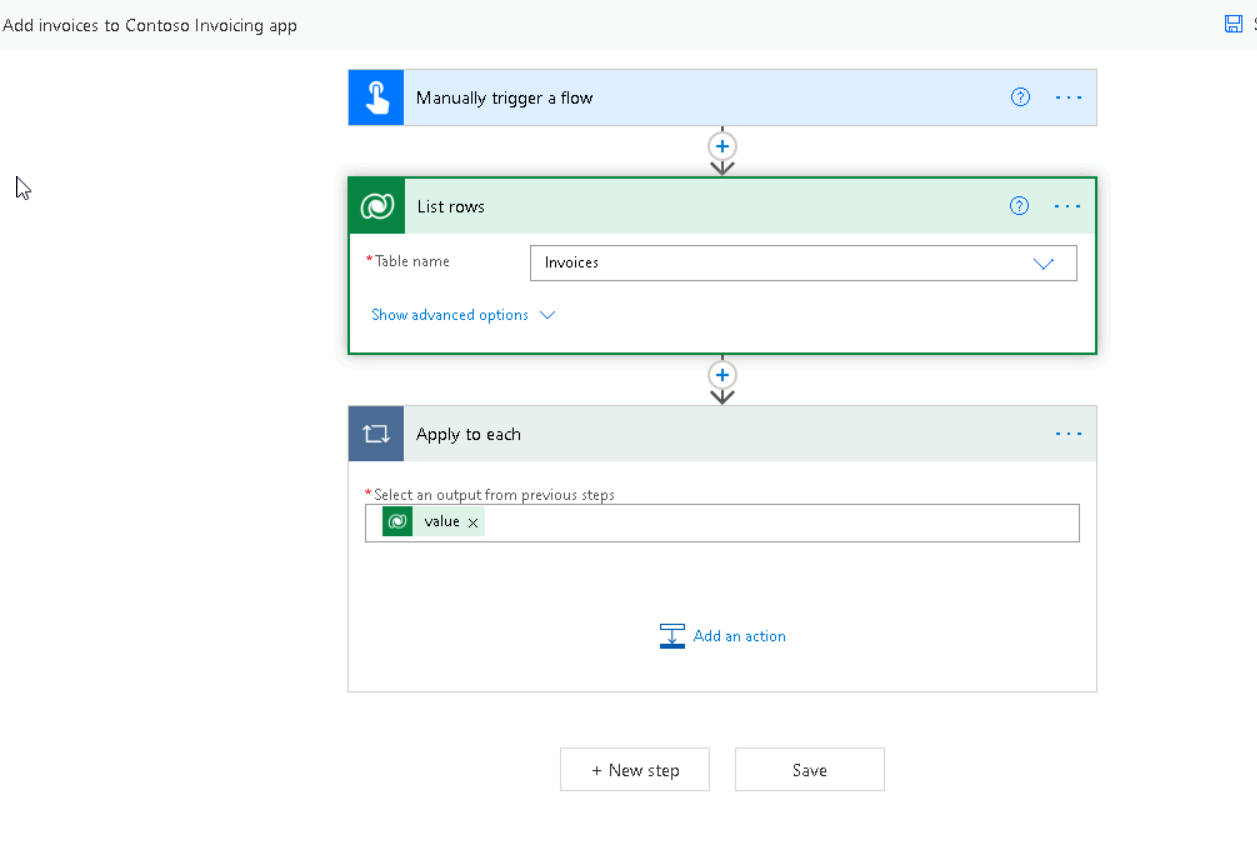 Add invoices to Contoso Invoicing app
Manually trigger a flow
List rows
*Table name
Invoices
Show advanced options
Apply to each
*Select an output from previous steps
value ×
Add an action
+ New step
Save